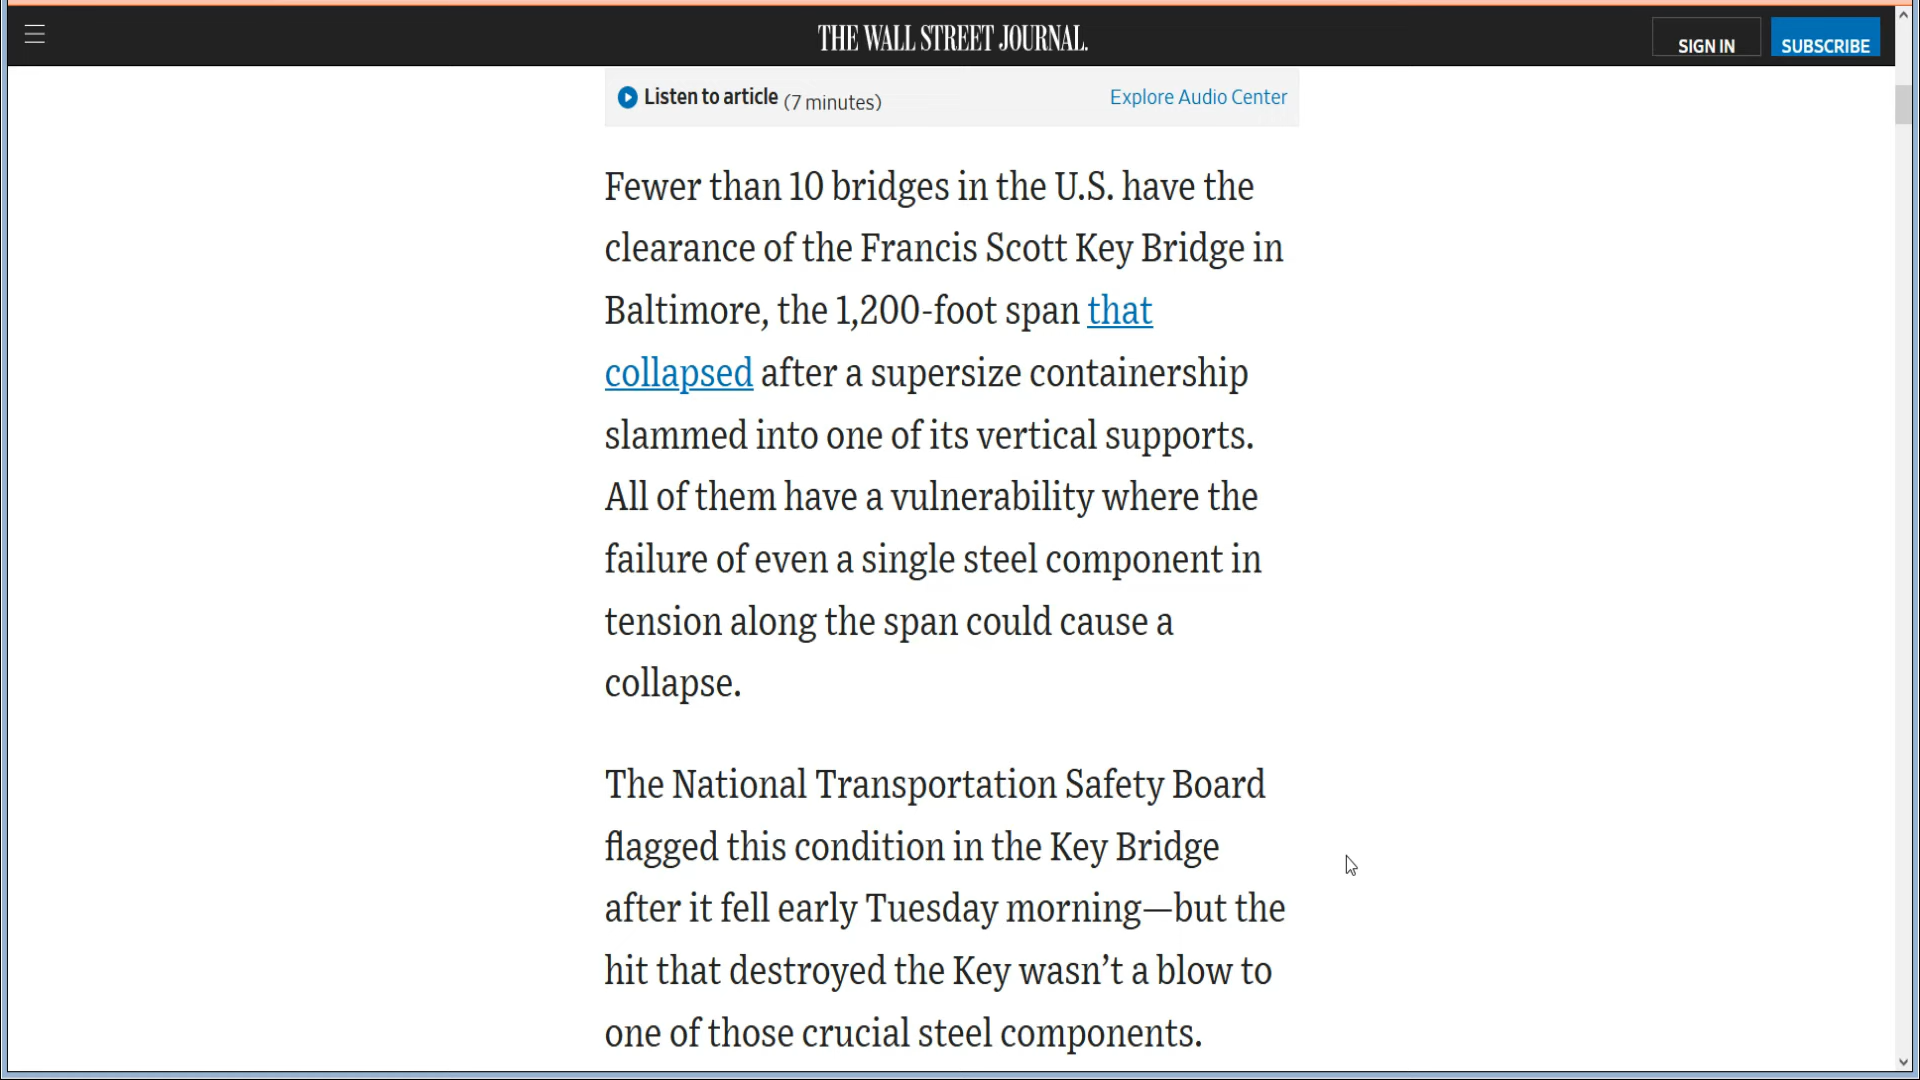 THE WALL STREET JOURNAL.
SIGN IN
SUBSCRIBE
Listen to article (7 minutes)
Explore Audio Center
Fewer than 10 bridges in the U.S. have the
clearance of the Francis Scott Key Bridge in
Baltimore, the 1,200-foot span that
collapsed after a supersize containership
slammed into one of its vertical supports.
All of them have a vulnerability where the
failure of even a single steel component in
tension along the span could cause a
collapse.
The National Transportation Safety Board
flagged this condition in the Key Bridge
after it fell early Tuesday morning—but the
hit that destroyed the Key wasn’t a blow to
one of those crucial steel components.